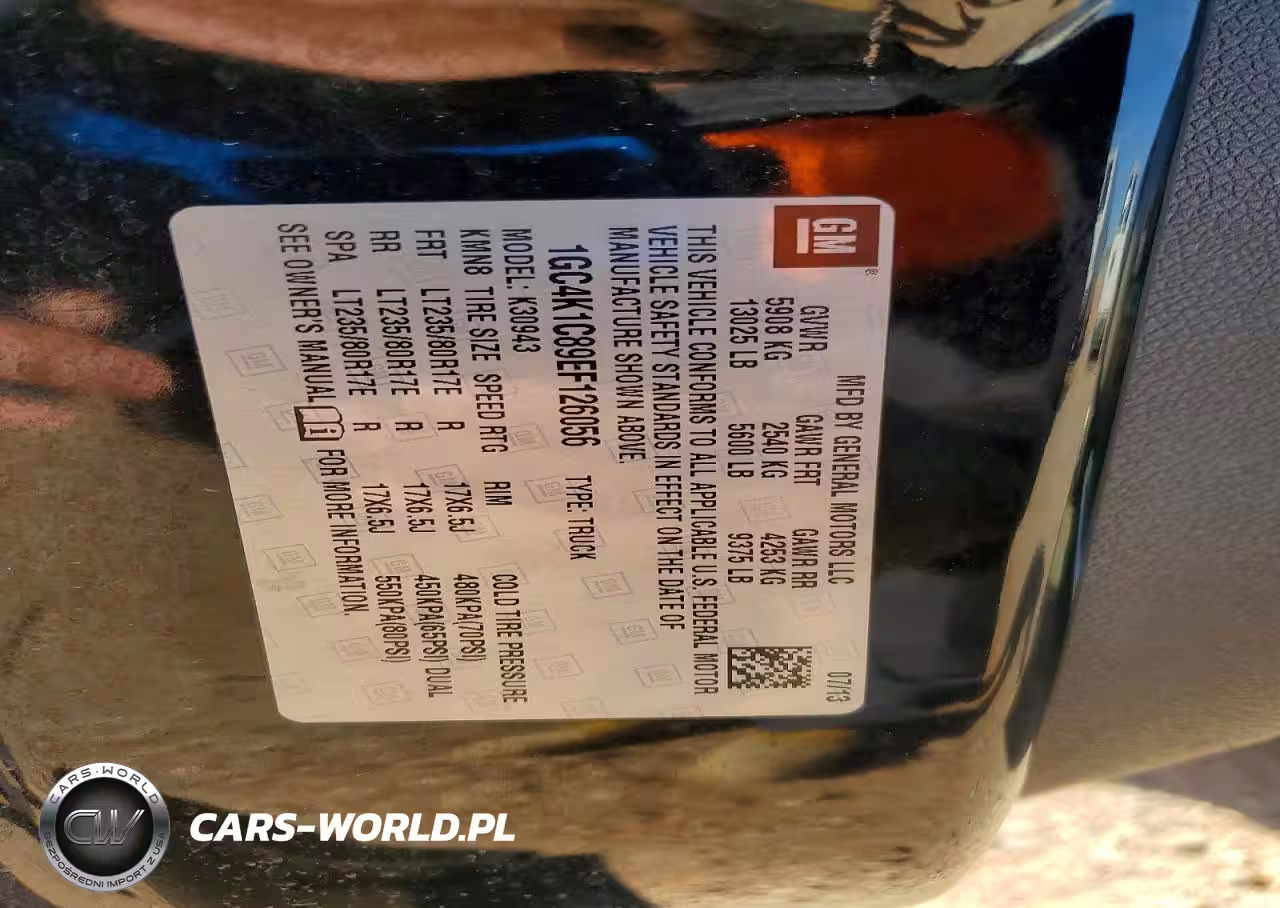 GM ®
MFD BY GENERAL MOTORS LLC 07/13
GVWR GAWR FRT GAWR RR
5908 KG 2540 KG 4253 KG
13025 LB 5600 LB 9375 LB
THIS VEHICLE CONFORMS TO ALL APPLICABLE U.S. FEDERAL MOTOR
VEHICLE SAFETY STANDARDS IN EFFECT ON THE DATE OF
MANUFACTURE SHOWN ABOVE.
1GC4K1C89EF126056 TYPE: TRUCK
MODEL: K30943
KWN8 TIRE SIZE SPEED RTG RIM COLD TIRE PRESSURE
FRT LT235/80R17E R 17X6.5J 480KPA(70PSI)
RR LT235/80R17E R 17X6.5J 450KPA(65PSI) DUAL
SPA LT235/80R17E R 17X6.5J 550KPA(80PSI)
SEE OWNER'S MANUAL FOR MORE INFORMATION.
CARS-WORLD
CW
BEZPOŚREDNI IMPORT Z USA
CARS-WORLD.PL